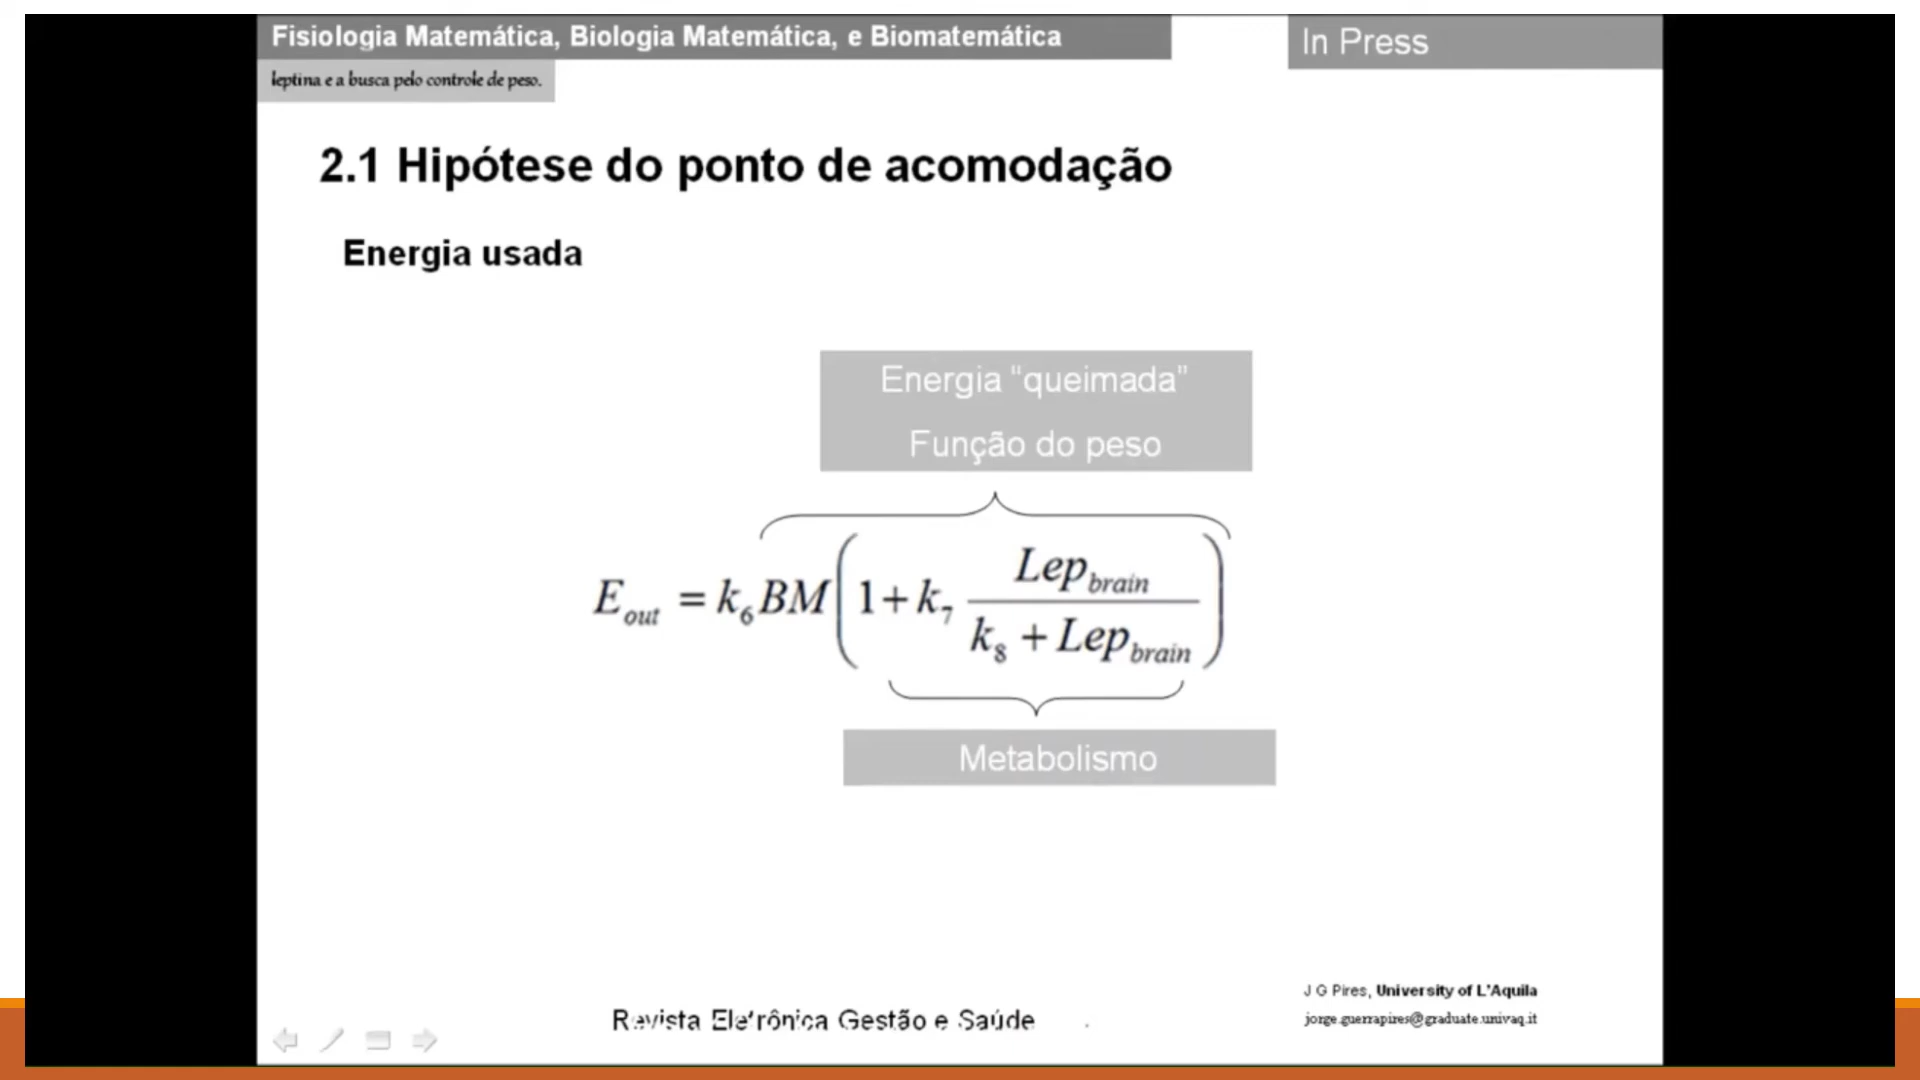 Fisiologia Matemática, Biologia Matemática, e Biomatemática
In Press
leptina e a busca pelo controle de peso.
2.1 Hipótese do ponto de acomodação
Energia usada
Energia “queimada”
Função do peso
E_out = k_6 BM ( 1 + k_7 Lep_brain / (k_8 + Lep_brain) )
Metabolismo
J G Pires, University of L'Aquila
Revista Eletrônica Gestão e Saúde
jorge.guerrapires@graduate.univaq.it